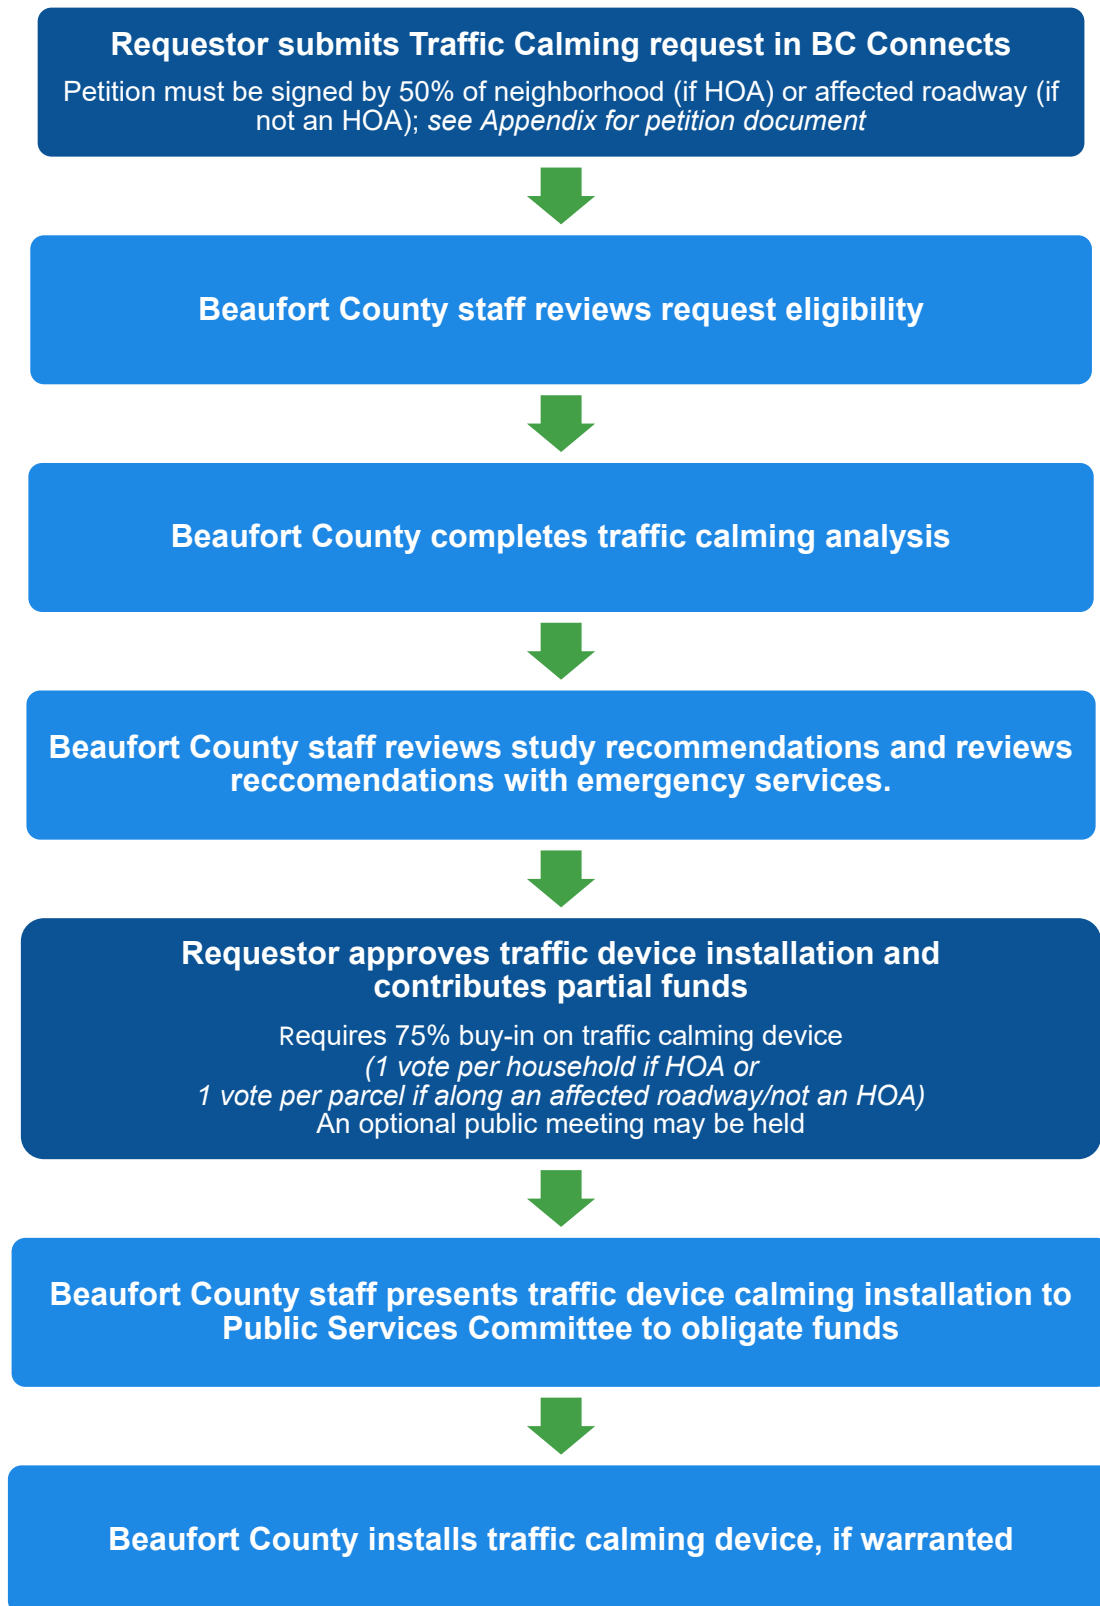 Requestor submits Traffic Calming request in BC Connects
Petition must be signed by 50% of neighborhood (if HOA) or affected roadway (if
not an HOA); see Appendix for petition document
Beaufort County staff reviews request eligibility
Beaufort County completes traffic calming analysis
Beaufort County staff reviews study recommendations and reviews
reccomendations with emergency services.
Requestor approves traffic device installation and
contributes partial funds
Requires 75% buy-in on traffic calming device
(1 vote per household if HOA or
1 vote per parcel if along an affected roadway/not an HOA)
An optional public meeting may be held
Beaufort County staff presents traffic device calming installation to
Public Services Committee to obligate funds
Beaufort County installs traffic calming device, if warranted